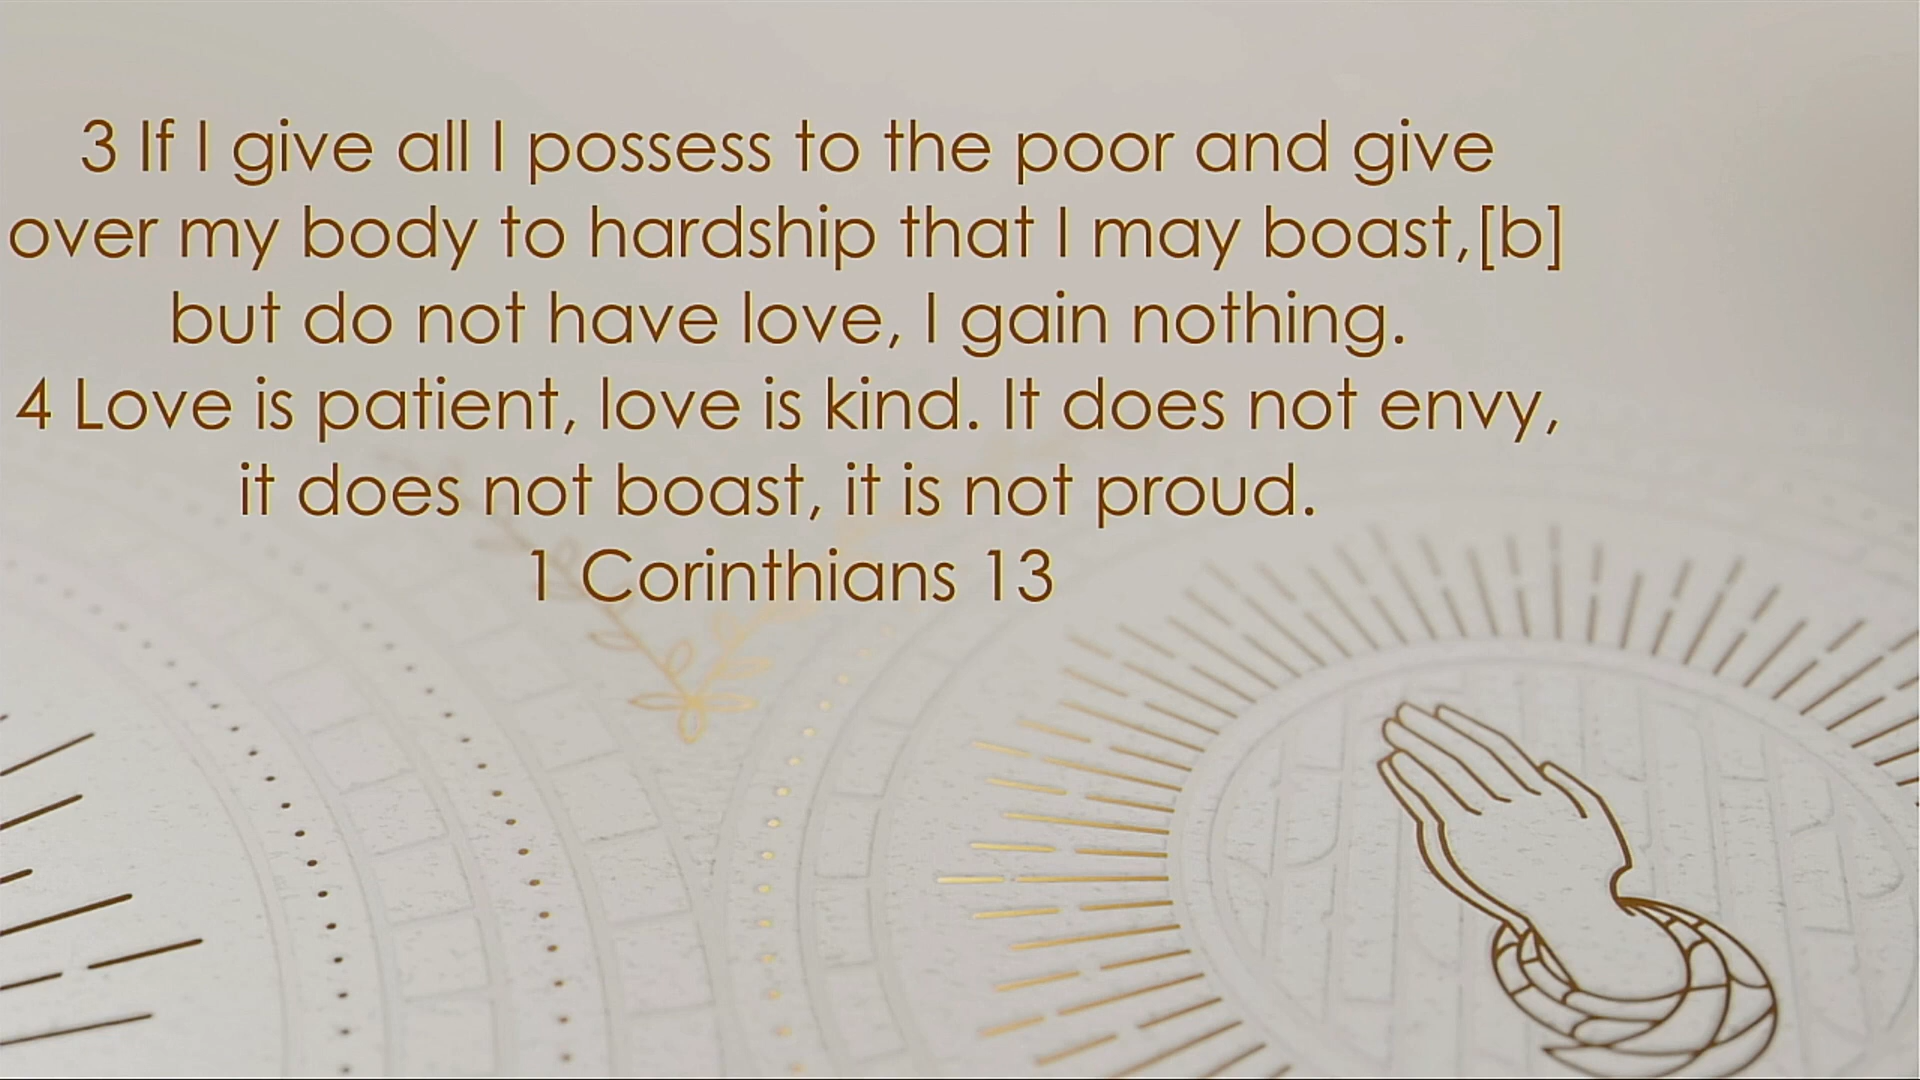 3 If I give all I possess to the poor and give
over my body to hardship that I may boast,[b]
but do not have love, I gain nothing.
4 Love is patient, love is kind. It does not envy,
it does not boast, it is not proud.
1 Corinthians 13